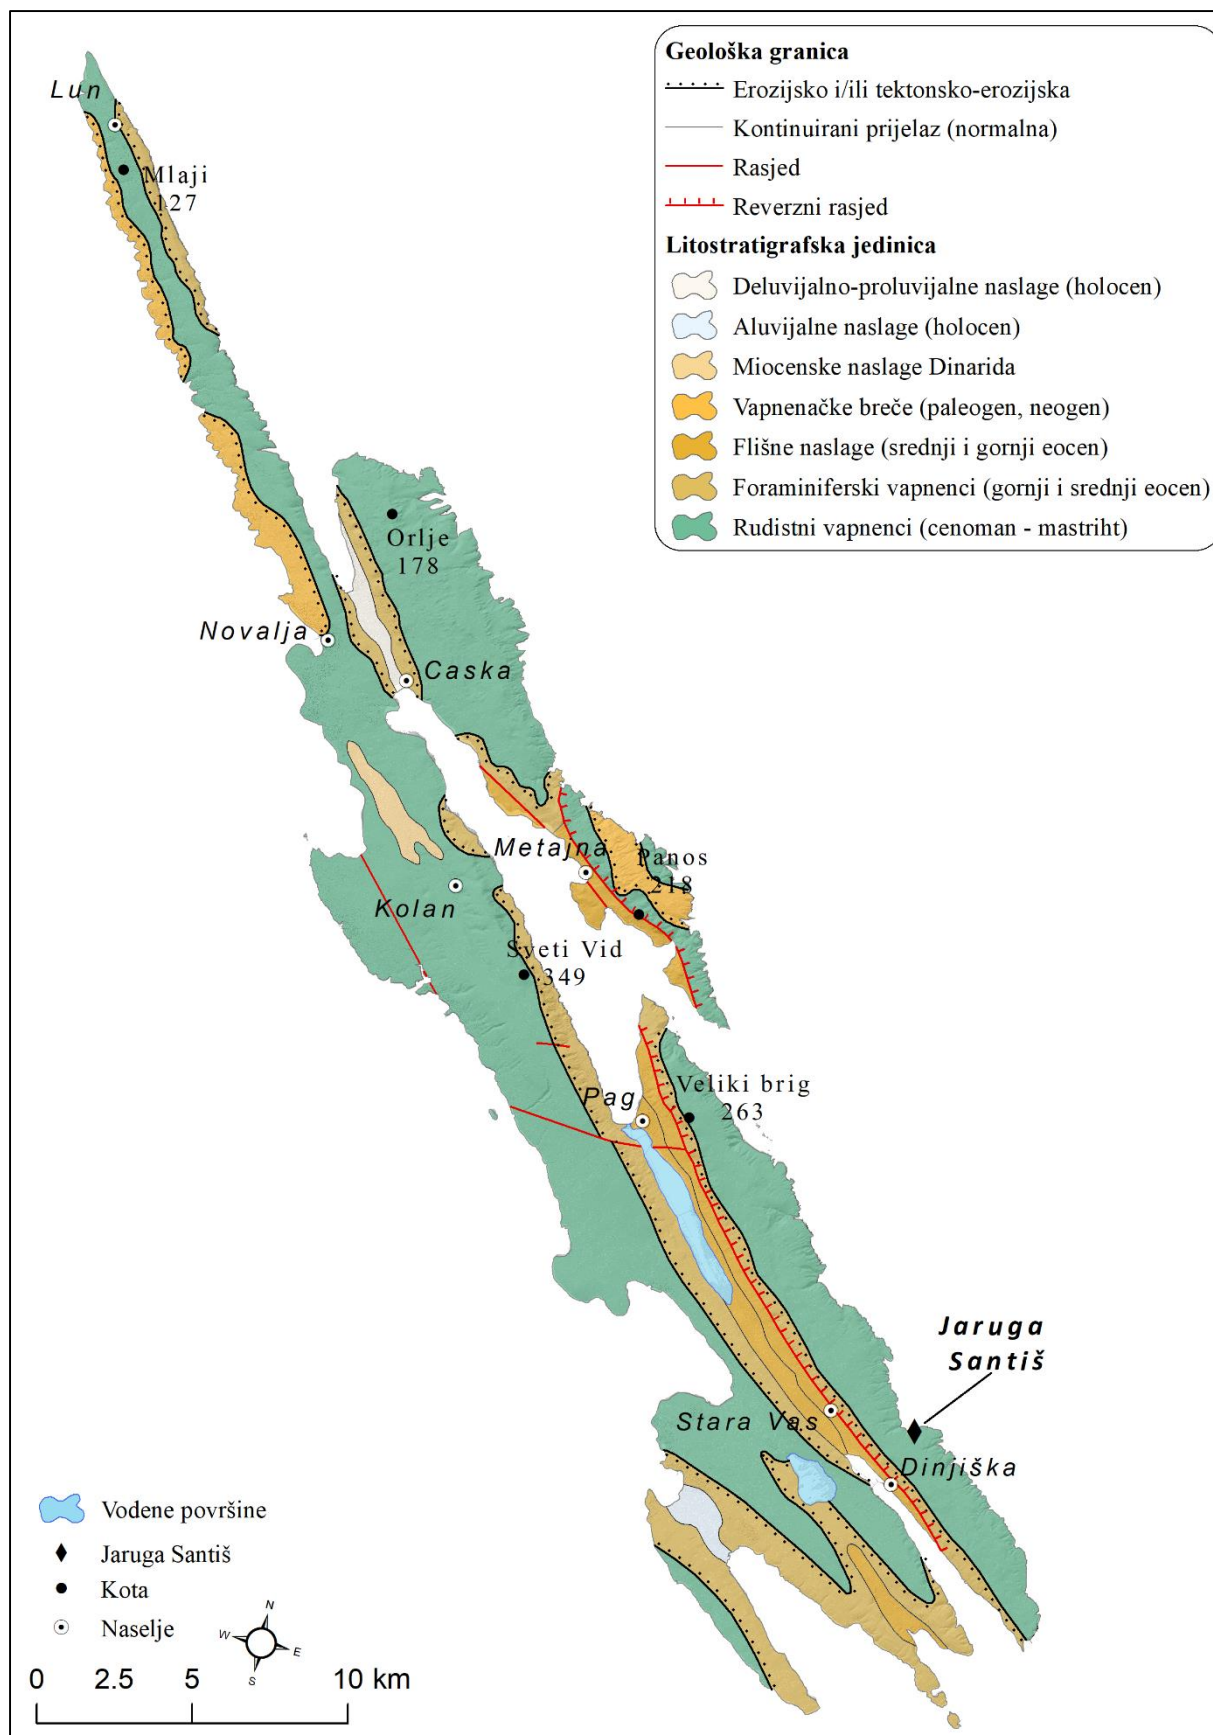 Geološka granica
Erozijsko i/ili tektonsko-erozijska
Kontinuirani prijelaz (normalna)
Rasjed
Reverzni rasjed
Litostratigrafska jedinica
Deluvijalno-proluvijalne naslage (holocen)
Aluvijalne naslage (holocen)
Miocenske naslage Dinarida
Vapnenačke breče (paleogen, neogen)
Flišne naslage (srednji i gornji eocen)
Foraminiferski vapnenci (gornji i srednji eocen)
Rudistni vapnenci (cenoman - mastriht)
Lun
Mlaji
127
Orlje
178
Novalja
Caska
Metajna
Panos
218
Kolan
Sveti Vid
349
Pag
Veliki brig
263
Jaruga
Santiš
Stara Vas
Dinjiška
Vodene površine
Jaruga Santiš
Kota
Naselje
N
W
E
S
0 2.5 5 10 km